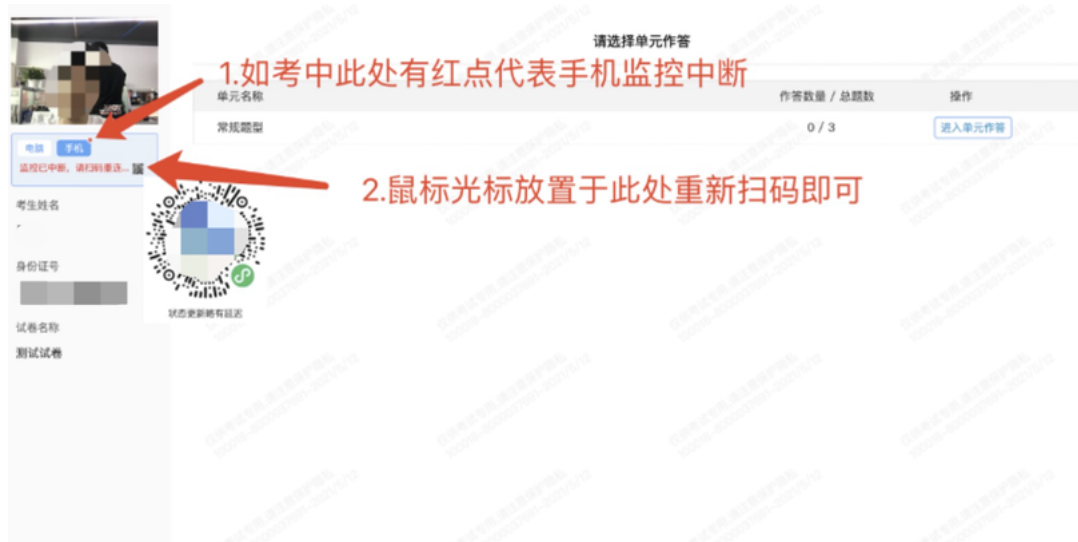 请选择单元作答
1.如考中此处有红点代表手机监控中断
单元名称
作答数量 / 总题数
操作
常规题型
0 / 3
进入单元作答
电脑
手机
监控已中断，请扫码重连...
2.鼠标光标放置于此处重新扫码即可
考生姓名
身份证号
状态更新略有延迟
试卷名称
测试试卷